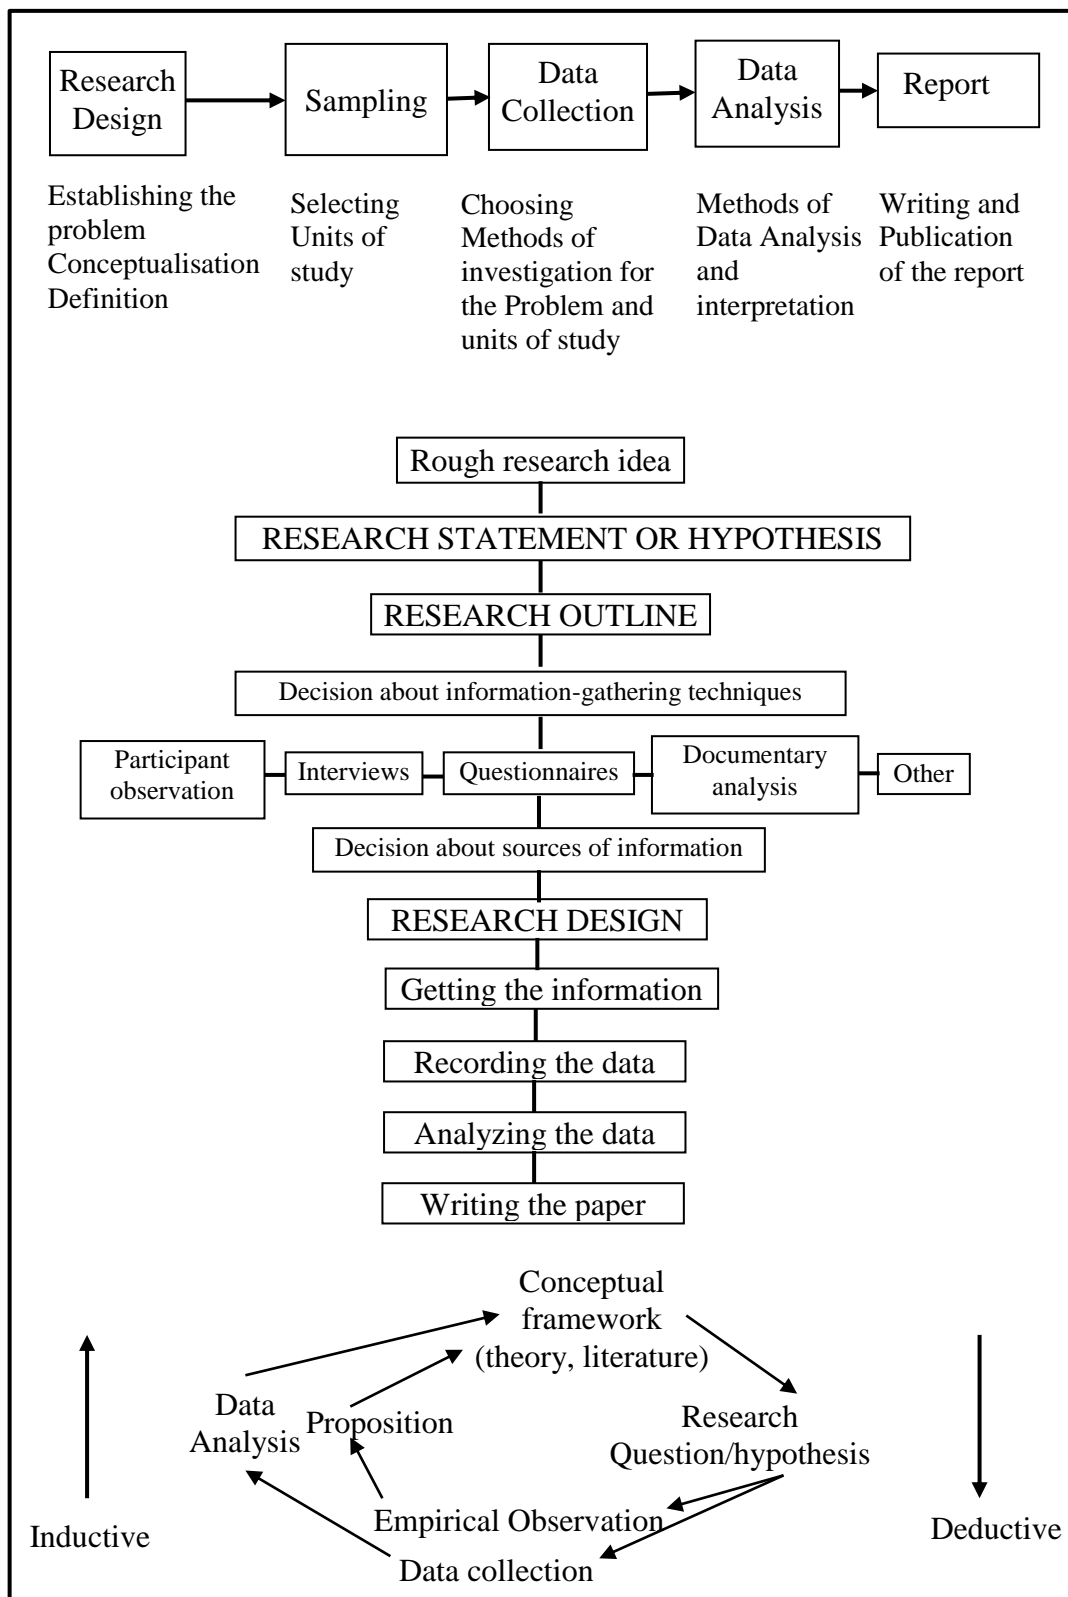 Research
Design
Sampling
Data
Collection
Data
Analysis
Report
Establishing the
problem
Conceptualisation
Definition
Selecting
Units of
study
Choosing
Methods of
investigation for
the Problem and
units of study
Methods of
Data Analysis
and
interpretation
Writing and
Publication
of the report
Rough research idea
RESEARCH STATEMENT OR HYPOTHESIS
RESEARCH OUTLINE
Decision about information-gathering techniques
Participant
observation
Interviews
Questionnaires
Documentary
analysis
Other
Decision about sources of information
RESEARCH DESIGN
Getting the information
Recording the data
Analyzing the data
Writing the paper
Conceptual
framework
(theory, literature)
Data
Analysis
Proposition
Research
Question/hypothesis
Empirical Observation
Data collection
Inductive
Deductive